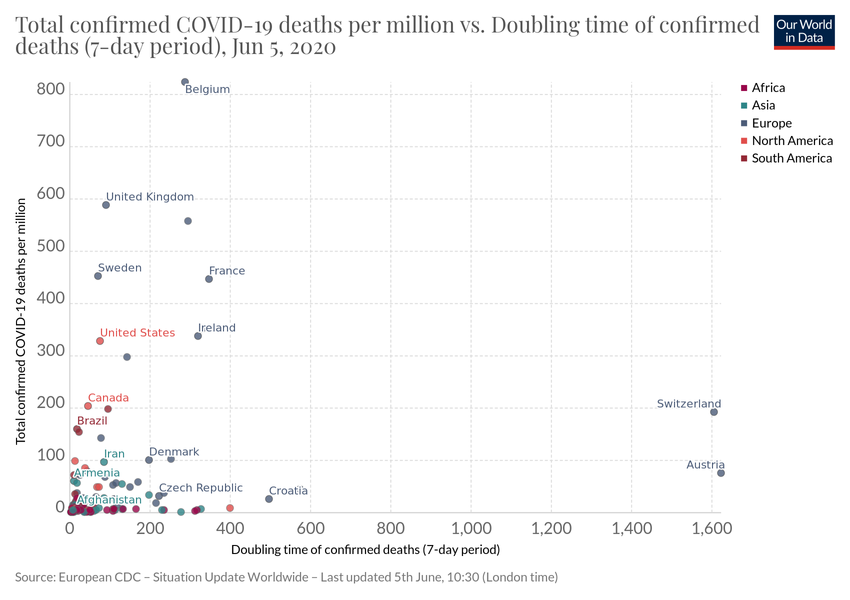 Total confirmed COVID-19 deaths per million vs. Doubling time of confirmed
deaths (7-day period), Jun 5, 2020
Our World
in Data
Africa
Asia
Europe
North America
South America
Total confirmed COVID-19 deaths per million
800
700
600
500
400
300
200
100
0
Belgium
United Kingdom
Sweden
France
Ireland
United States
Canada
Brazil
Switzerland
Iran
Denmark
Austria
Armenia
Czech Republic
Croatia
Afghanistan
0
200
400
600
800
1,000
1,200
1,400
1,600
Doubling time of confirmed deaths (7-day period)
Source: European CDC – Situation Update Worldwide – Last updated 5th June, 10:30 (London time)